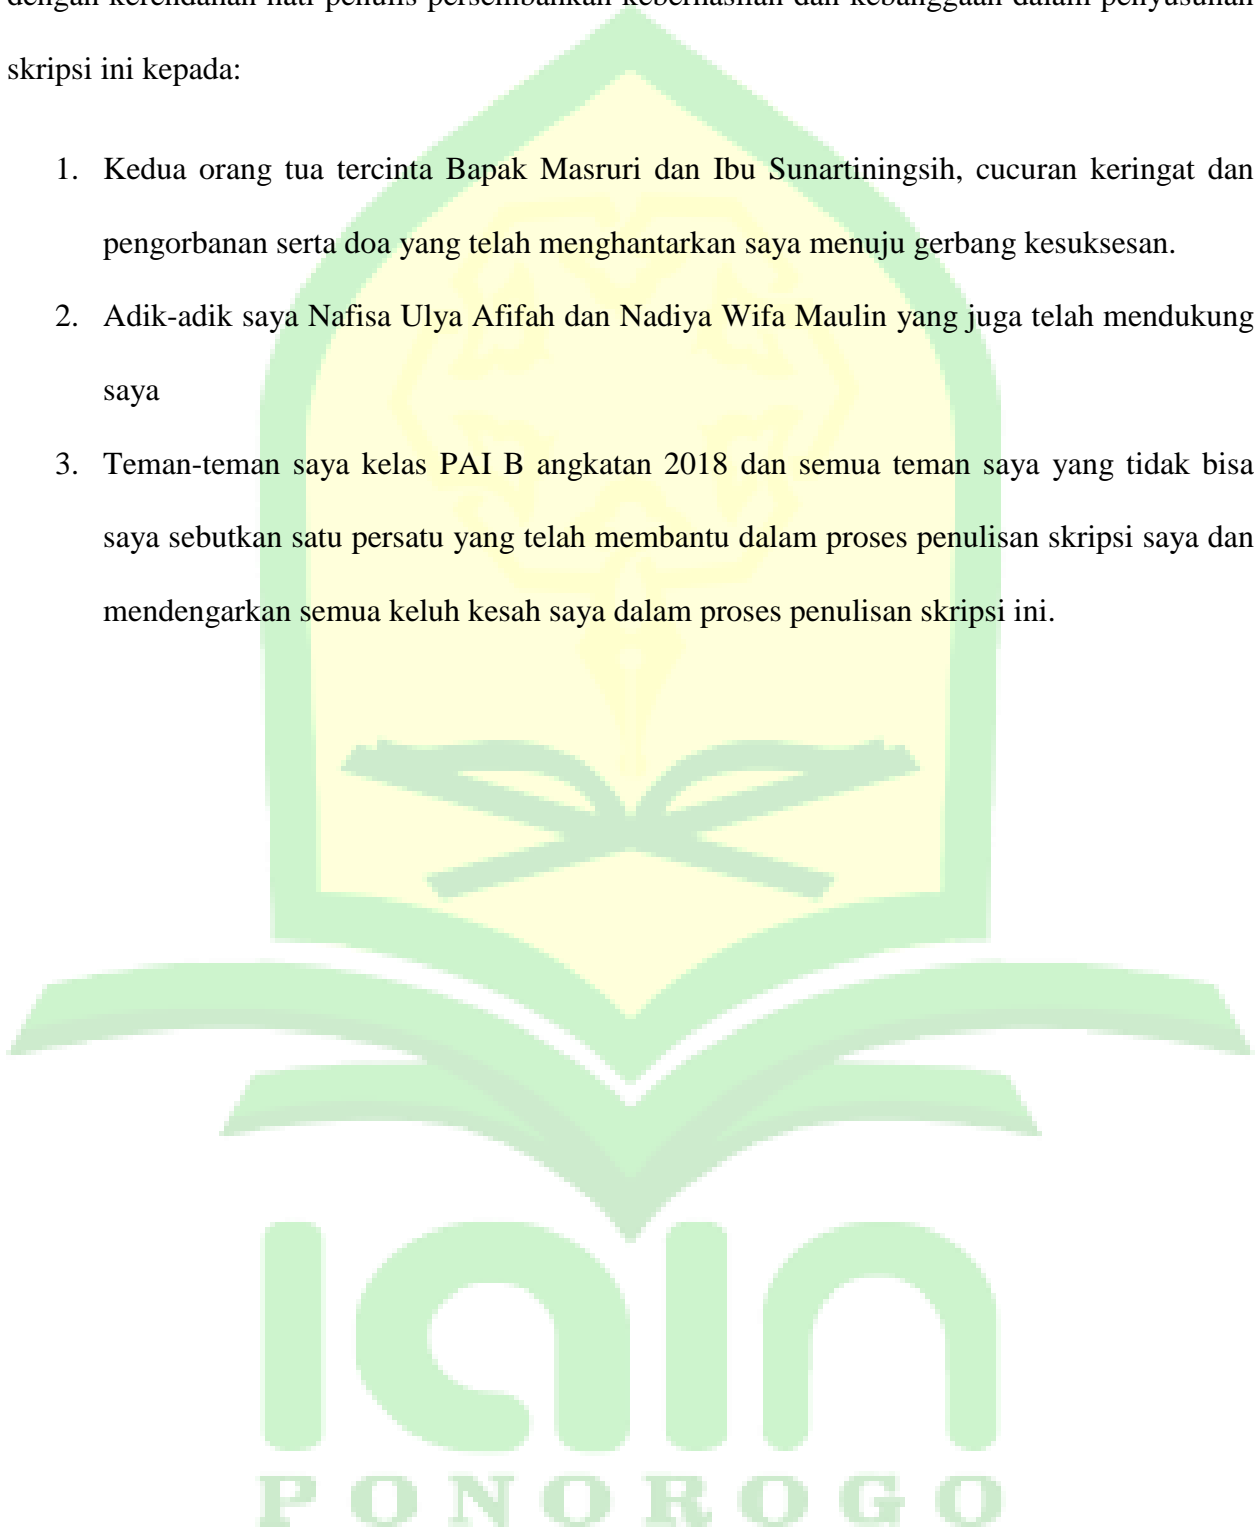 dengan kerendahan hati penulis persembahkan keberhasilan dan kebanggaan dalam penyusunan
skripsi ini kepada:
1. Kedua orang tua tercinta Bapak Masruri dan Ibu Sunartiningsih, cucuran keringat dan
pengorbanan serta doa yang telah menghantarkan saya menuju gerbang kesuksesan.
2. Adik-adik saya Nafisa Ulya Afifah dan Nadiya Wifa Maulin yang juga telah mendukung
saya
3. Teman-teman saya kelas PAI B angkatan 2018 dan semua teman saya yang tidak bisa
saya sebutkan satu persatu yang telah membantu dalam proses penulisan skripsi saya dan
mendengarkan semua keluh kesah saya dalam proses penulisan skripsi ini.
iain
PONOROGO